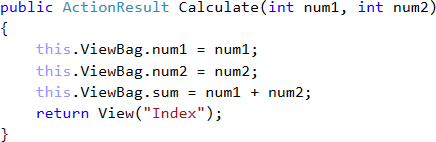 public ActionResult Calculate(int num1, int num2)
{
    this.ViewBag.num1 = num1;
    this.ViewBag.num2 = num2;
    this.ViewBag.sum = num1 + num2;
    return View("Index");
}